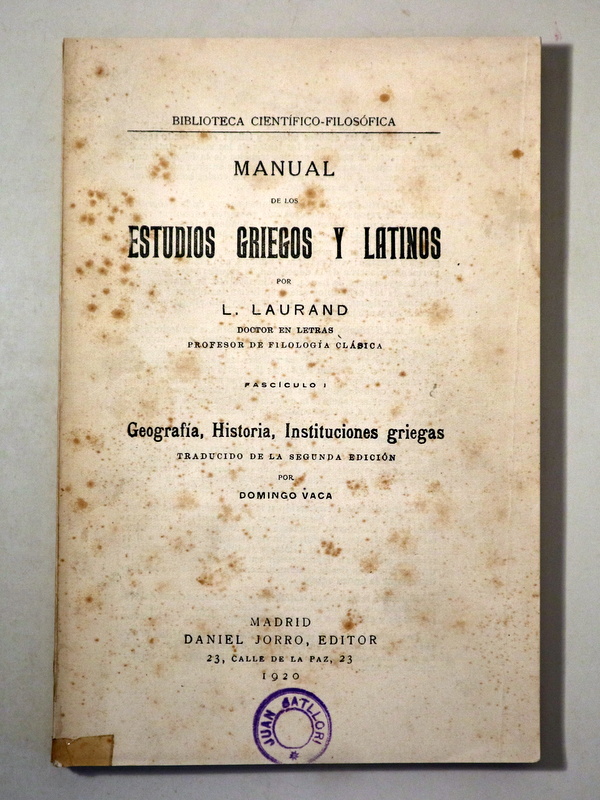 BIBLIOTECA CIENTÍFICO-FILOSÓFICA
MANUAL
DE LOS
ESTUDIOS GRIEGOS Y LATINOS
POR
L. LAURAND
DOCTOR EN LETRAS
PROFESOR DE FILOLOGÍA CLÁSICA
FASCÍCULO I
Geografía, Historia, Instituciones griegas
TRADUCIDO DE LA SEGUNDA EDICIÓN
POR
DOMINGO VACA
MADRID
DANIEL JORRO, EDITOR
23, CALLE DE LA PAZ, 23
1920
JUAN BATLLORI